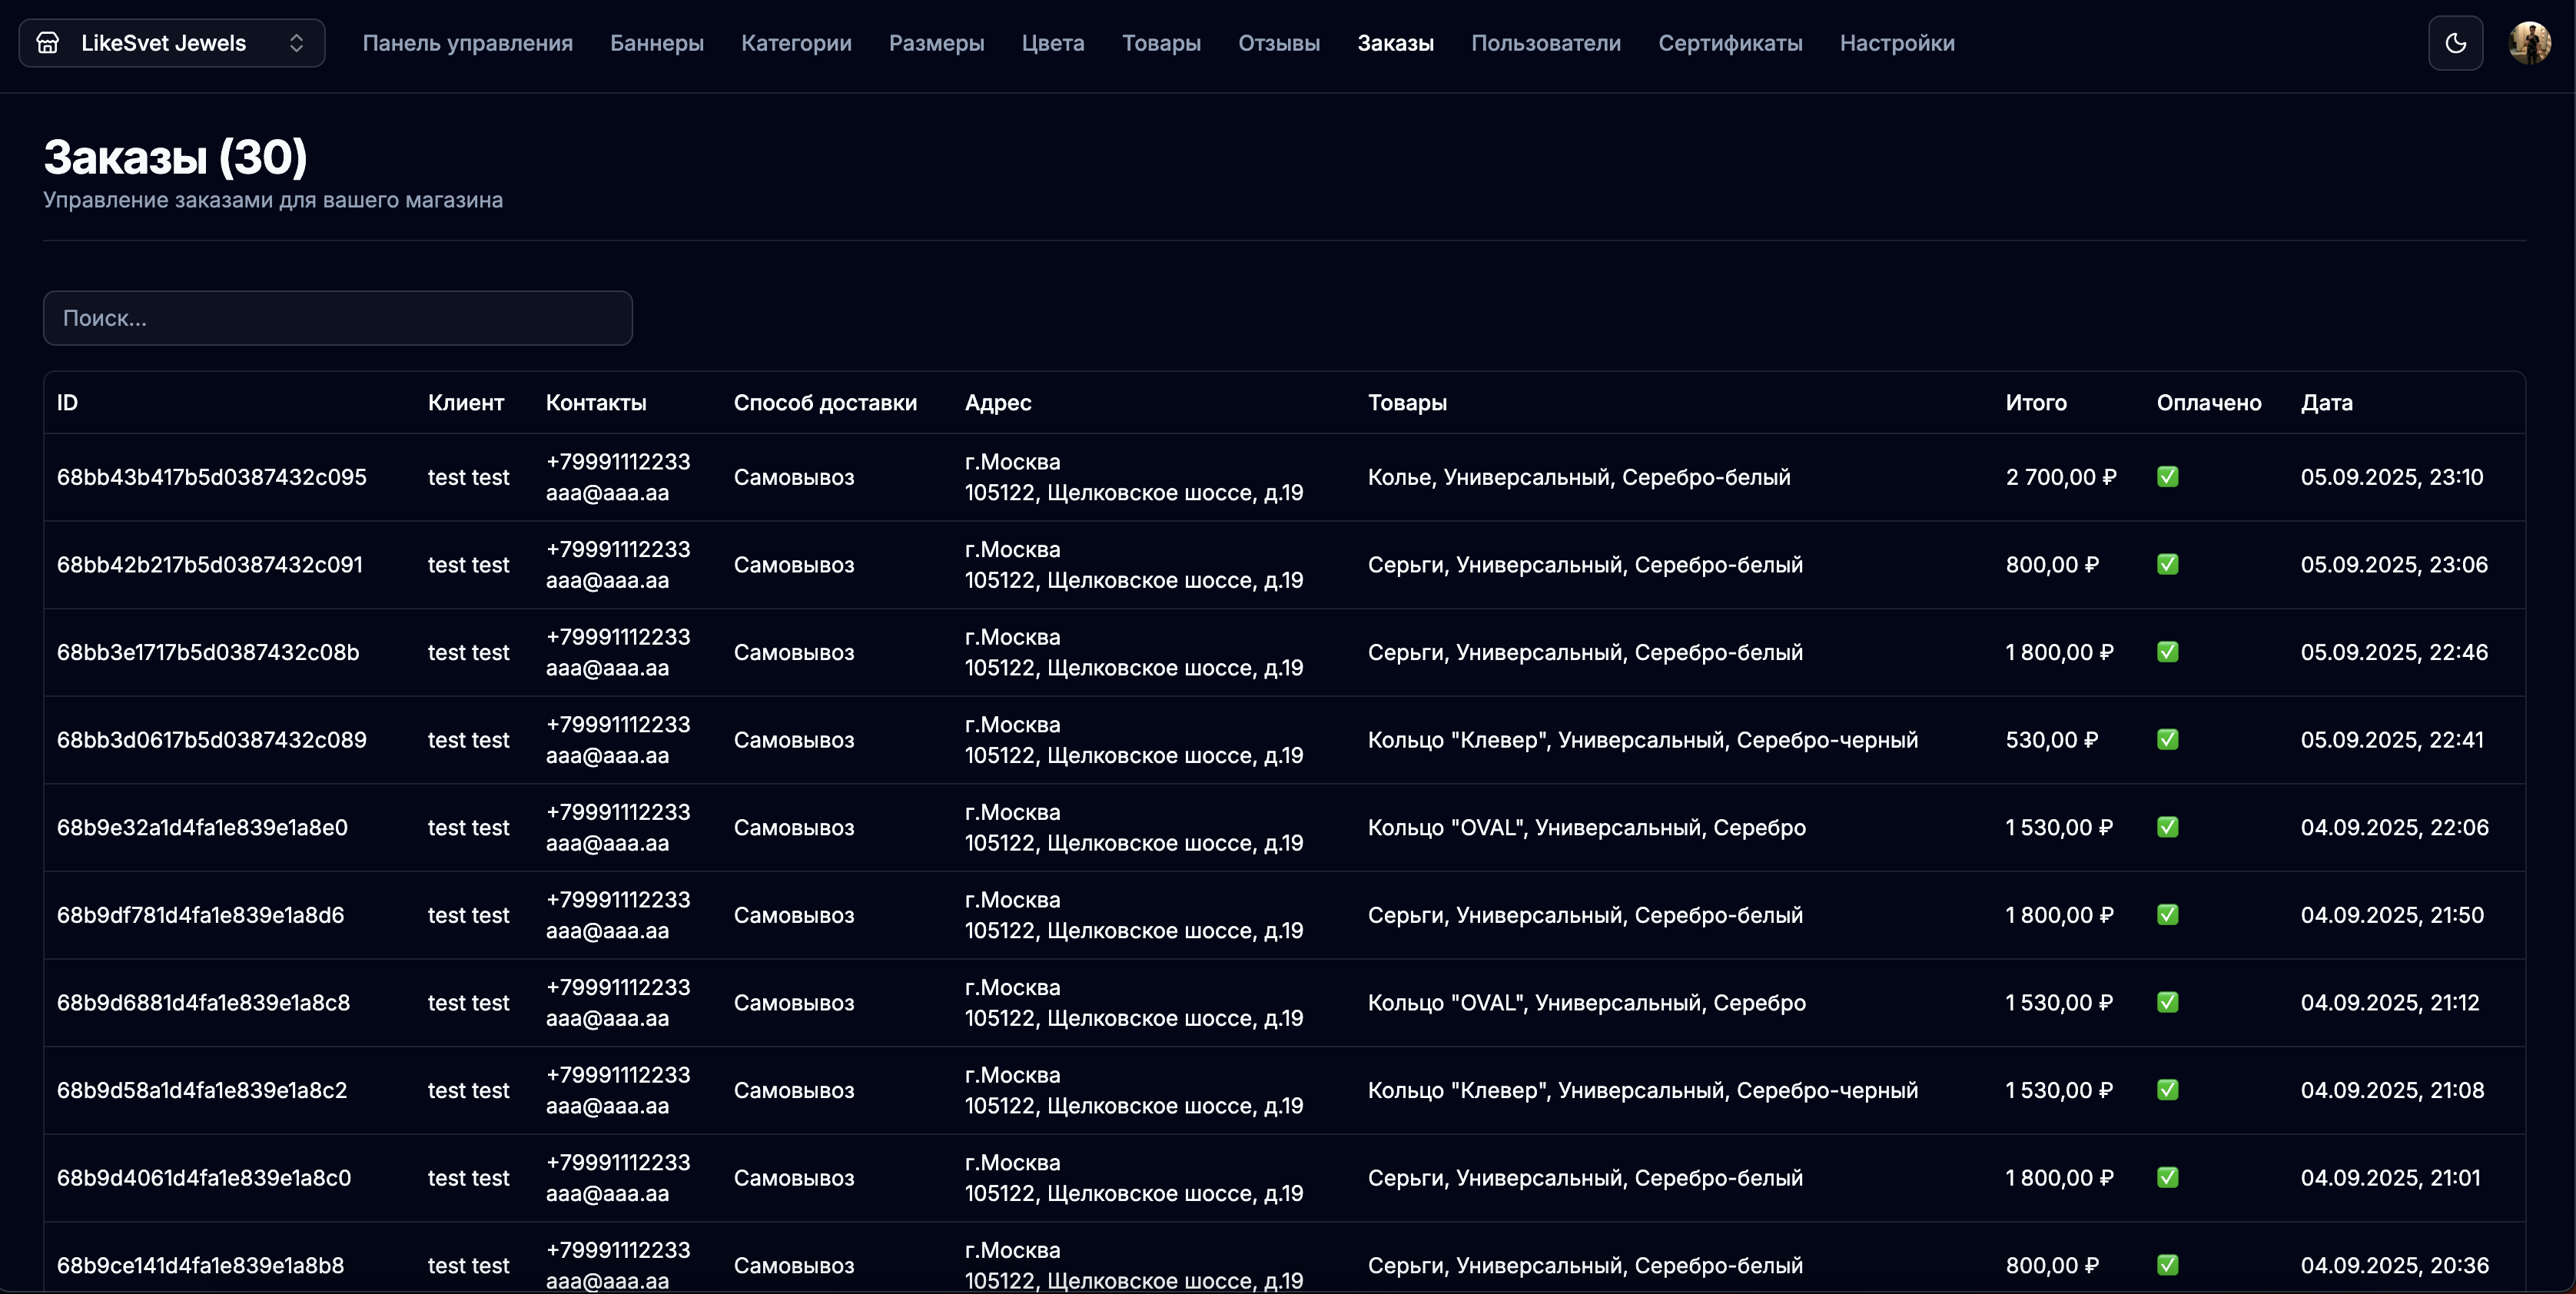 LikeSvet Jewels Панель управления Баннеры Категории Размеры Цвета Товары Отзывы Заказы Пользователи Сертификаты Настройки
Заказы (30)
Управление заказами для вашего магазина
Поиск...
ID Клиент Контакты Способ доставки Адрес Товары Итого Оплачено Дата
68bb43b417b5d0387432c095 test test +79991112233 aaa@aaa.aa Самовывоз г.Москва 105122, Щелковское шоссе, д.19 Колье, Универсальный, Серебро-белый 2 700,00 ₽ ✅ 05.09.2025, 23:10
68bb42b217b5d0387432c091 test test +79991112233 aaa@aaa.aa Самовывоз г.Москва 105122, Щелковское шоссе, д.19 Серьги, Универсальный, Серебро-белый 800,00 ₽ ✅ 05.09.2025, 23:06
68bb3e1717b5d0387432c08b test test +79991112233 aaa@aaa.aa Самовывоз г.Москва 105122, Щелковское шоссе, д.19 Серьги, Универсальный, Серебро-белый 1 800,00 ₽ ✅ 05.09.2025, 22:46
68bb3d0617b5d0387432c089 test test +79991112233 aaa@aaa.aa Самовывоз г.Москва 105122, Щелковское шоссе, д.19 Кольцо "Клевер", Универсальный, Серебро-черный 530,00 ₽ ✅ 05.09.2025, 22:41
68b9e32a1d4fa1e839e1a8e0 test test +79991112233 aaa@aaa.aa Самовывоз г.Москва 105122, Щелковское шоссе, д.19 Кольцо "OVAL", Универсальный, Серебро 1 530,00 ₽ ✅ 04.09.2025, 22:06
68b9df781d4fa1e839e1a8d6 test test +79991112233 aaa@aaa.aa Самовывоз г.Москва 105122, Щелковское шоссе, д.19 Серьги, Универсальный, Серебро-белый 1 800,00 ₽ ✅ 04.09.2025, 21:50
68b9d6881d4fa1e839e1a8c8 test test +79991112233 aaa@aaa.aa Самовывоз г.Москва 105122, Щелковское шоссе, д.19 Кольцо "OVAL", Универсальный, Серебро 1 530,00 ₽ ✅ 04.09.2025, 21:12
68b9d58a1d4fa1e839e1a8c2 test test +79991112233 aaa@aaa.aa Самовывоз г.Москва 105122, Щелковское шоссе, д.19 Кольцо "Клевер", Универсальный, Серебро-черный 1 530,00 ₽ ✅ 04.09.2025, 21:08
68b9d4061d4fa1e839e1a8c0 test test +79991112233 aaa@aaa.aa Самовывоз г.Москва 105122, Щелковское шоссе, д.19 Серьги, Универсальный, Серебро-белый 1 800,00 ₽ ✅ 04.09.2025, 21:01
68b9ce141d4fa1e839e1a8b8 test test +79991112233 aaa@aaa.aa Самовывоз г.Москва 105122, Щелковское шоссе, д.19 Серьги, Универсальный, Серебро-белый 800,00 ₽ ✅ 04.09.2025, 20:36